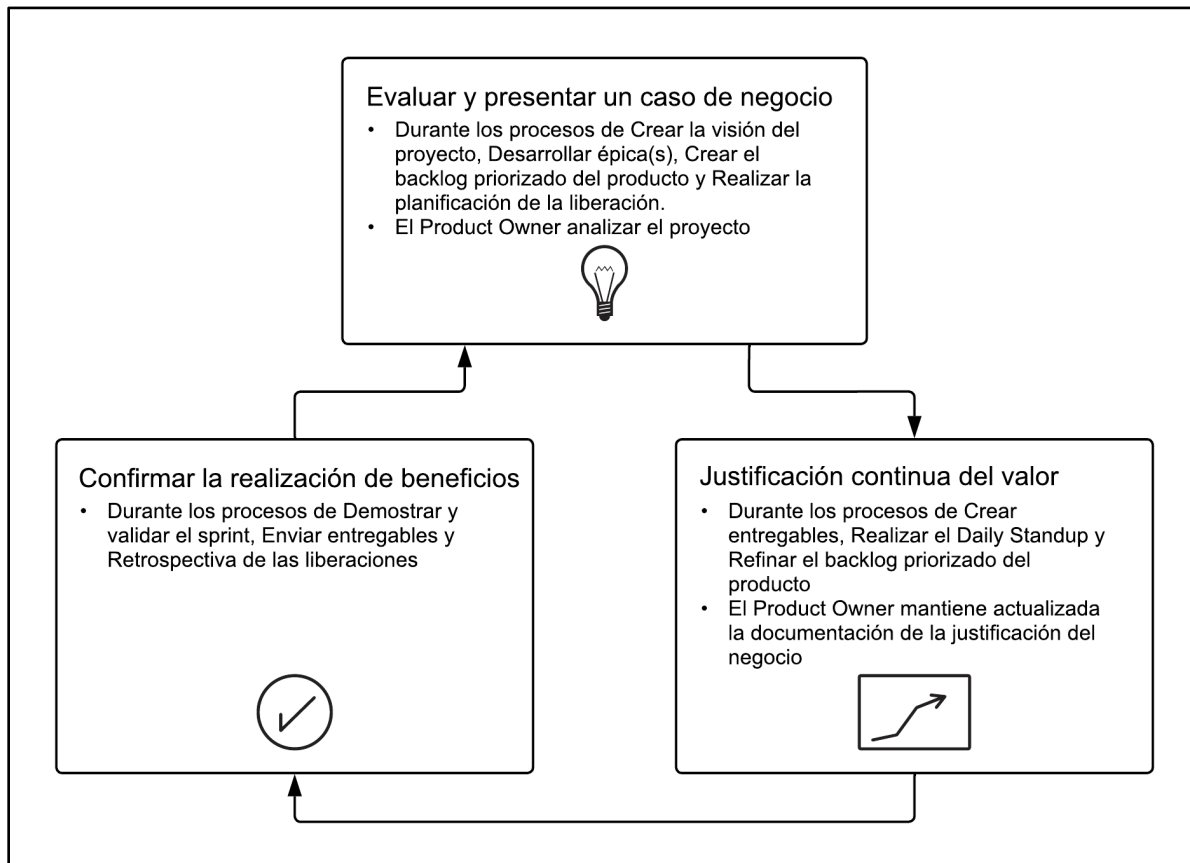 Evaluar y presentar un caso de negocio
• Durante los procesos de Crear la visión del
proyecto, Desarrollar épica(s), Crear el
backlog priorizado del producto y Realizar la
planificación de la liberación.
• El Product Owner analizar el proyecto
Confirmar la realización de beneficios
• Durante los procesos de Demostrar y
validar el sprint, Enviar entregables y
Retrospectiva de las liberaciones
Justificación continua del valor
• Durante los procesos de Crear
entregables, Realizar el Daily Standup y
Refinar el backlog priorizado del
producto
• El Product Owner mantiene actualizada
la documentación de la justificación del
negocio